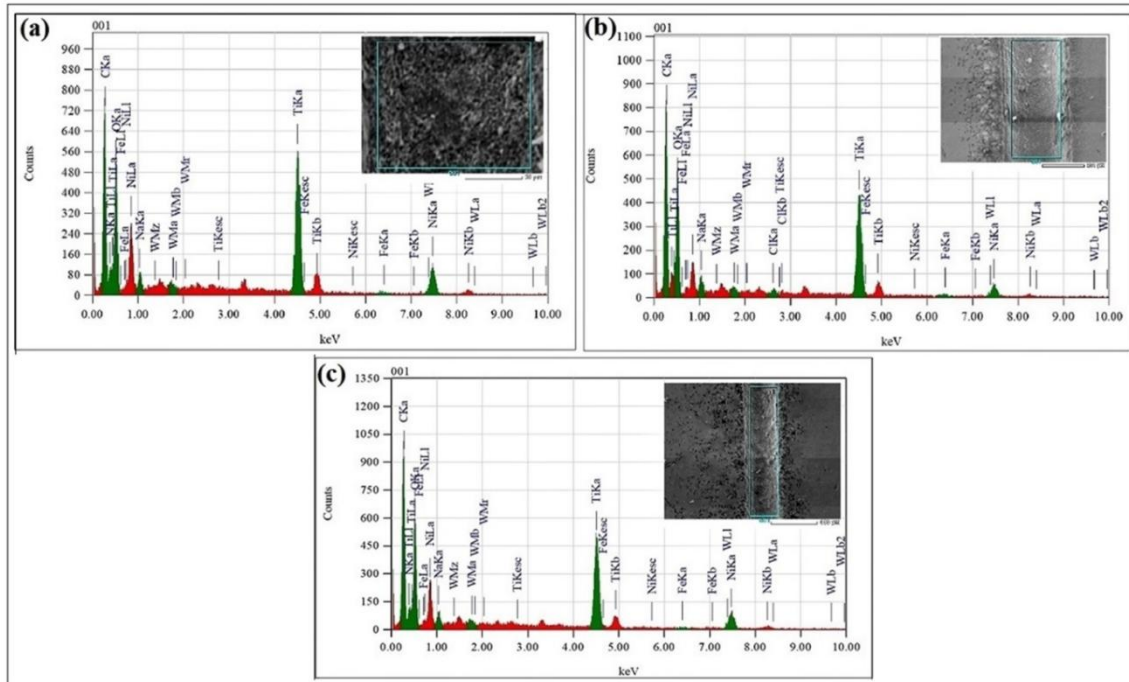 (a)
001
Counts
960
880
800
720
640
560
480
400
320
240
160
80
0
CKa
NKa
TiLl
TiLa
OKa
FeLl
FeLa
NiLl
NiLa
NaKa
WMz
WMa
WMb
WMr
TiKesc
TiKa
FeKesc
TiKb
NiKesc
FeKa
FeKb
NiKa
NiKb
WLa
WLb
WLb2
0.00 1.00 2.00 3.00 4.00 5.00 6.00 7.00 8.00 9.00 10.00
keV
(b)
001
Counts
1100
1000
900
800
700
600
500
400
300
200
100
0
CKa
TiLl
TiLa
OKa
FeLl
FeLa
NiLl
NiLa
NaKa
WMz
WMa
WMb
WMr
ClKa
ClKb
TiKesc
TiKa
FeKesc
TiKb
NiKesc
FeKa
FeKb
NiKa
WLl
NiKb
WLa
WLb
WLb2
0.00 1.00 2.00 3.00 4.00 5.00 6.00 7.00 8.00 9.00 10.00
keV
(c)
001
Counts
1350
1200
1050
900
750
600
450
300
150
0
CKa
NKa
TiLl
TiLa
OKa
FeLl
FeLa
NiLl
NiLa
NaKa
WMz
WMa
WMb
WMr
TiKesc
TiKa
FeKesc
TiKb
NiKesc
FeKa
FeKb
WLl
NiKa
NiKb
WLa
WLb
WLb2
0.00 1.00 2.00 3.00 4.00 5.00 6.00 7.00 8.00 9.00 10.00
keV